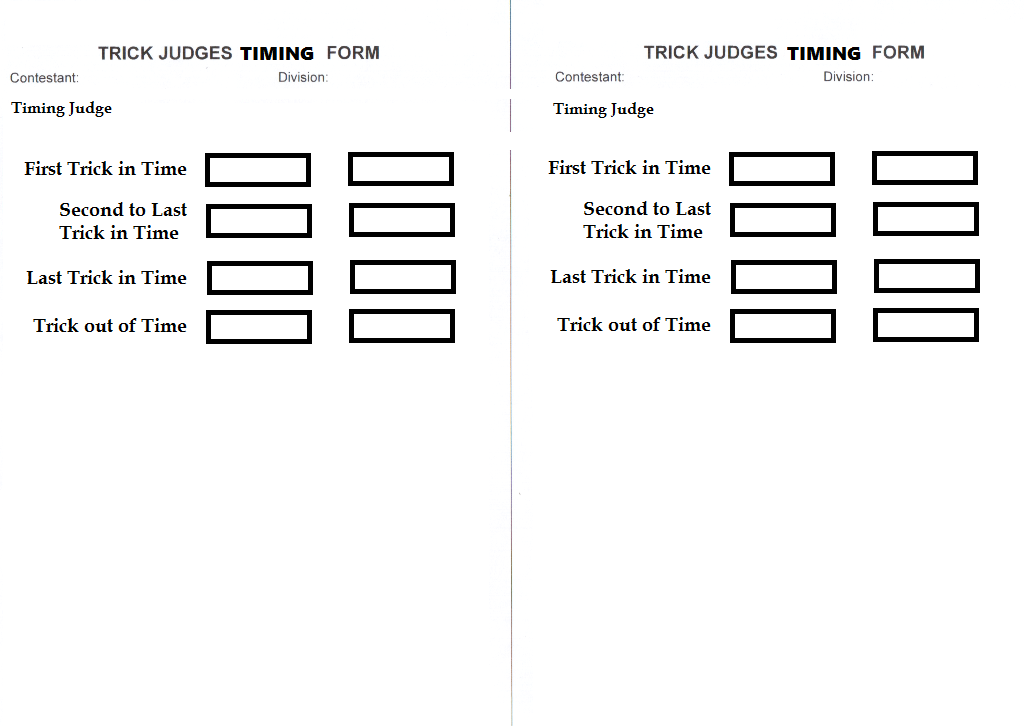 TRICK JUDGES TIMING FORM
Contestant: Division:
Timing Judge
First Trick in Time
Second to Last
Trick in Time
Last Trick in Time
Trick out of Time
TRICK JUDGES TIMING FORM
Contestant: Division:
Timing Judge
First Trick in Time
Second to Last
Trick in Time
Last Trick in Time
Trick out of Time